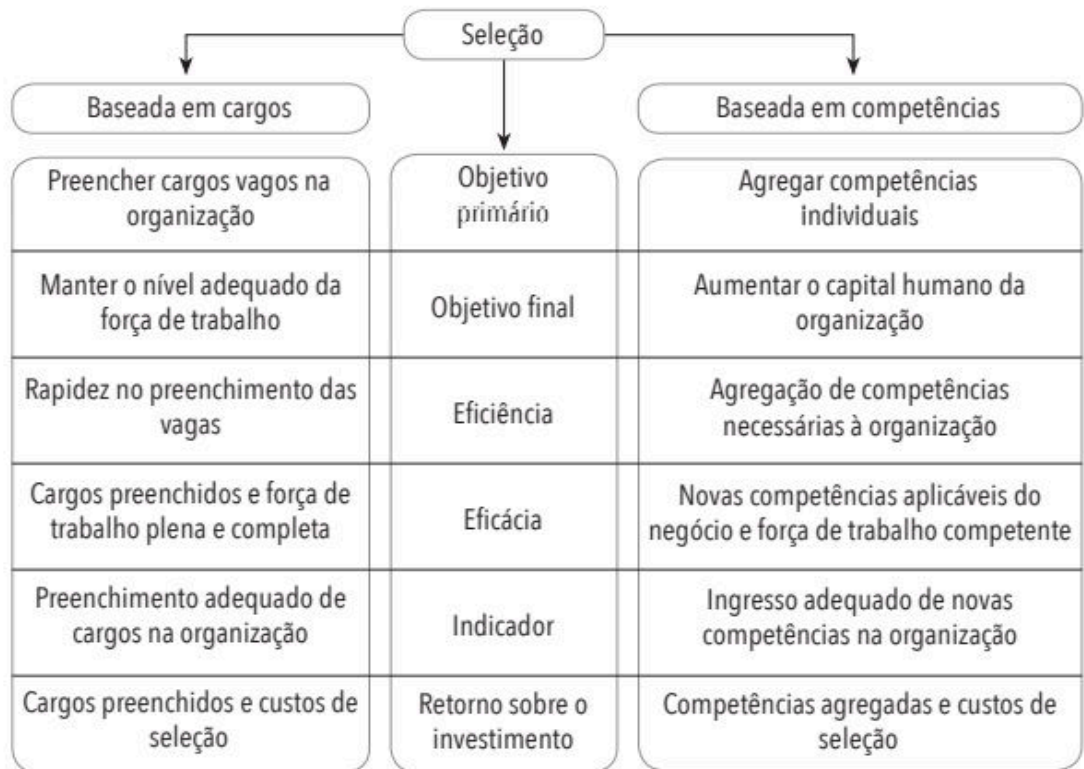 Seleção
Baseada em cargos
Baseada em competências
Preencher cargos vagos na
organização
Objetivo
primário
Agregar competências
individuais
Manter o nível adequado da
força de trabalho
Objetivo final
Aumentar o capital humano da
organização
Rapidez no preenchimento das
vagas
Eficiência
Agregação de competências
necessárias à organização
Cargos preenchidos e força de
trabalho plena e completa
Eficácia
Novas competências aplicáveis do
negócio e força de trabalho competente
Preenchimento adequado de
cargos na organização
Indicador
Ingresso adequado de novas
competências na organização
Cargos preenchidos e custos de
seleção
Retorno sobre o
investimento
Competências agregadas e custos de
seleção